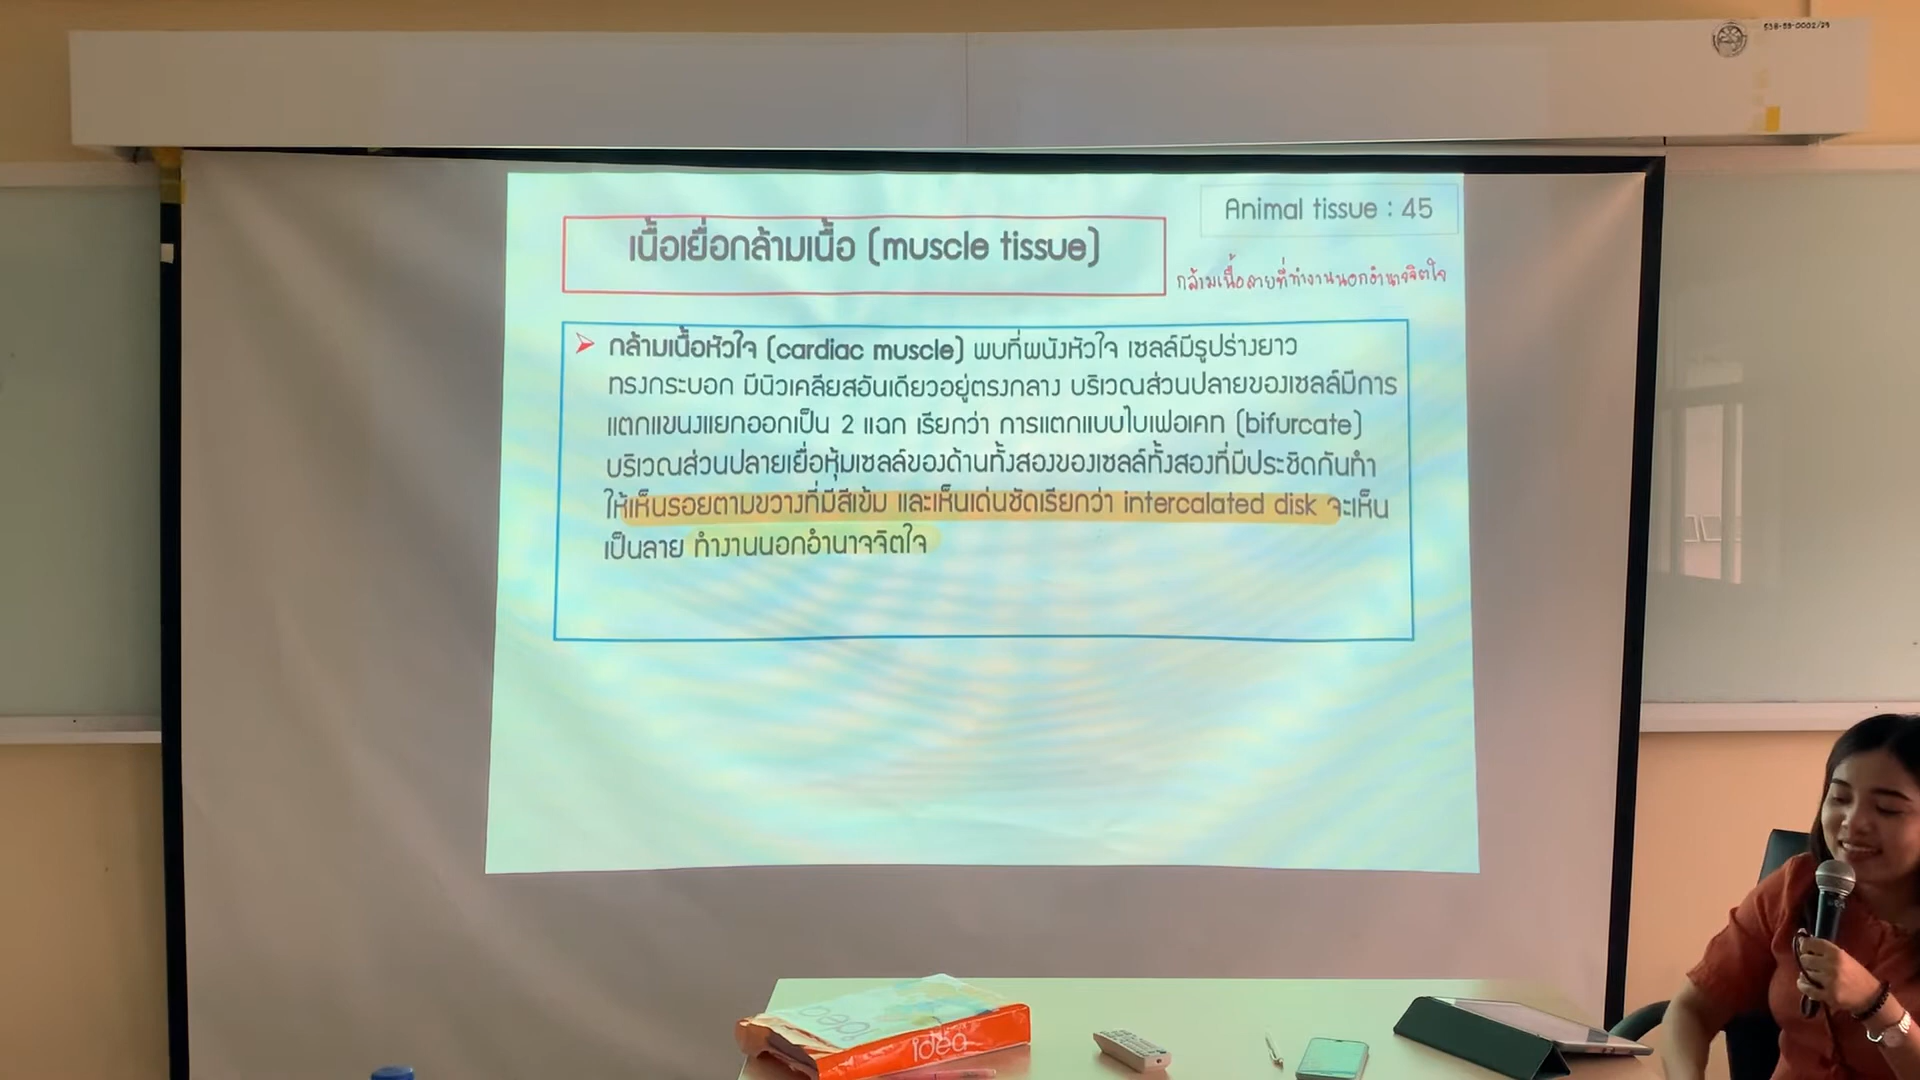 538-59-0002/29
Animal tissue : 45
เนื้อเยื่อกล้ามเนื้อ (muscle tissue)
กล้ามเนื้อลายที่ทำงานนอกอำนาจจิตใจ
กล้ามเนื้อหัวใจ (cardiac muscle) พบที่ผนังหัวใจ เซลล์มีรูปร่างยาว
ทรงกระบอก มีนิวเคลียสอันเดียวอยู่ตรงกลาง บริเวณส่วนปลายของเซลล์มีการ
แตกแขนงแยกออกเป็น 2 แฉก เรียกว่า การแตกแบบไบเฟอเคท (bifurcate)
บริเวณส่วนปลายเยื่อหุ้มเซลล์ของด้านทั้งสองของเซลล์ทั้งสองที่มีประชิดกันทำ
ให้เห็นรอยตามขวางที่มีสีเข้ม และเห็นเด่นชัดเรียกว่า intercalated disk จะเห็น
เป็นลาย ทำงานนอกอำนาจจิตใจ
idea
idea